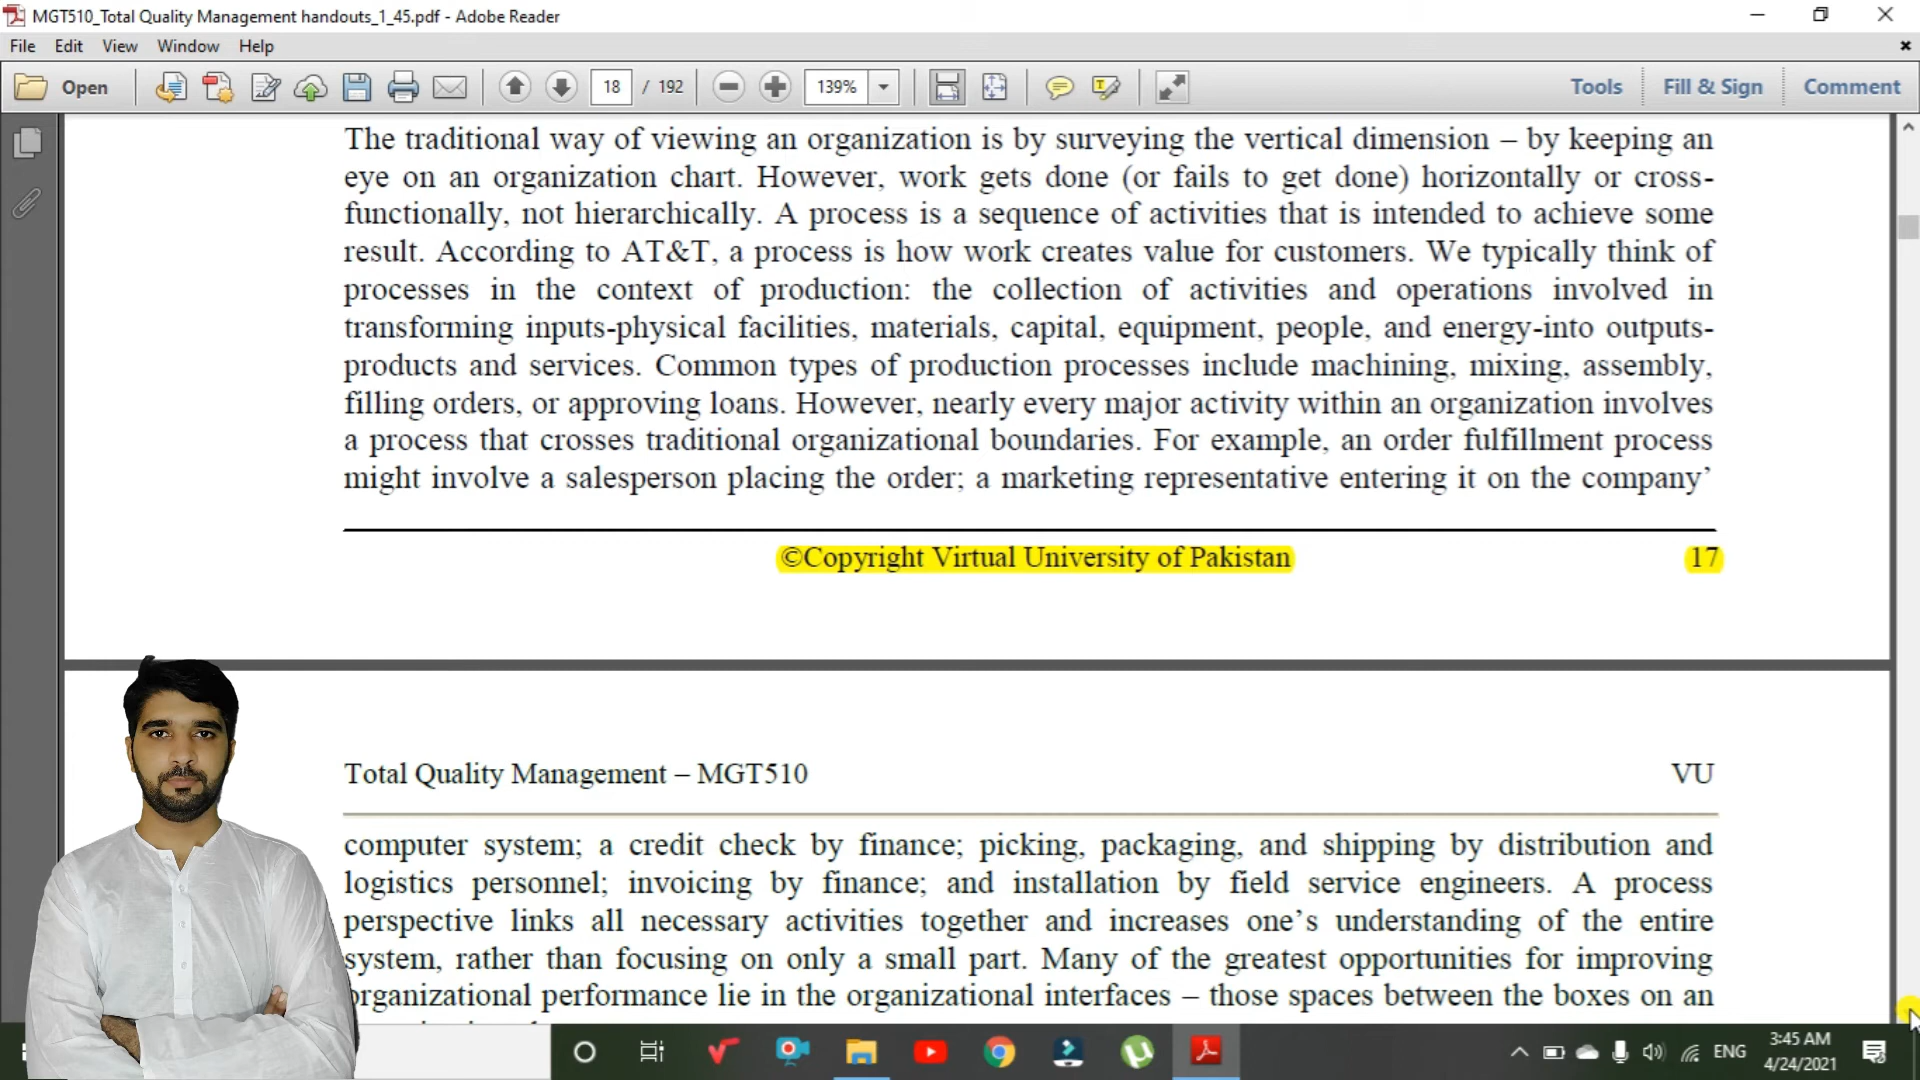 MGT510_Total Quality Management handouts_1_45.pdf - Adobe Reader
File Edit View Window Help
Open 18 / 192 139% Tools Fill & Sign Comment
The traditional way of viewing an organization is by surveying the vertical dimension – by keeping an
eye on an organization chart. However, work gets done (or fails to get done) horizontally or cross-
functionally, not hierarchically. A process is a sequence of activities that is intended to achieve some
result. According to AT&T, a process is how work creates value for customers. We typically think of
processes in the context of production: the collection of activities and operations involved in
transforming inputs-physical facilities, materials, capital, equipment, people, and energy-into outputs-
products and services. Common types of production processes include machining, mixing, assembly,
filling orders, or approving loans. However, nearly every major activity within an organization involves
a process that crosses traditional organizational boundaries. For example, an order fulfillment process
might involve a salesperson placing the order; a marketing representative entering it on the company’
©Copyright Virtual University of Pakistan 17
Total Quality Management – MGT510 VU
computer system; a credit check by finance; picking, packaging, and shipping by distribution and
logistics personnel; invoicing by finance; and installation by field service engineers. A process
perspective links all necessary activities together and increases one’s understanding of the entire
system, rather than focusing on only a small part. Many of the greatest opportunities for improving
organizational performance lie in the organizational interfaces – those spaces between the boxes on an
ENG
3:45 AM
4/24/2021